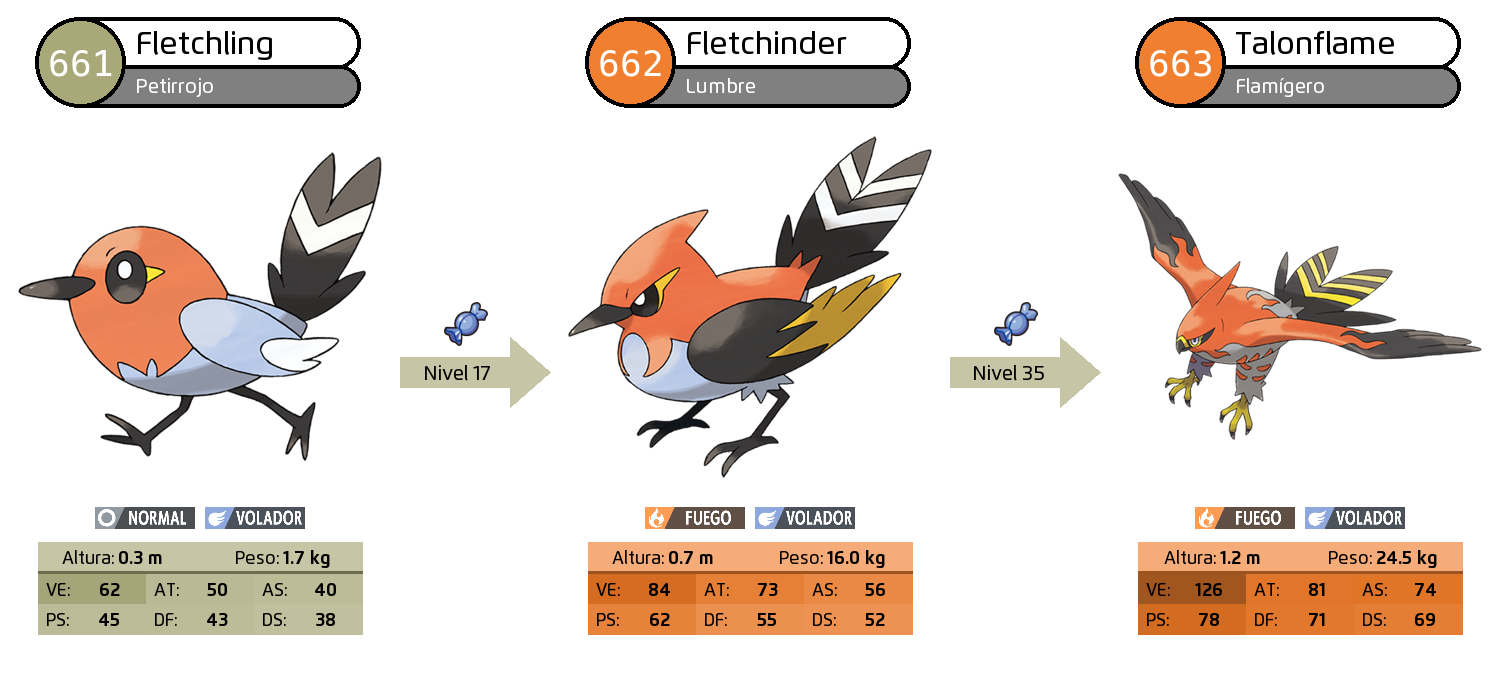 661 Fletchling
Petirrojo
662 Fletchinder
Lumbre
663 Talonflame
Flamígero
Nivel 17
Nivel 35
NORMAL VOLADOR
Altura: 0.3 m Peso: 1.7 kg
VE: 62 AT: 50 AS: 40
PS: 45 DF: 43 DS: 38
FUEGO VOLADOR
Altura: 0.7 m Peso: 16.0 kg
VE: 84 AT: 73 AS: 56
PS: 62 DF: 55 DS: 52
FUEGO VOLADOR
Altura: 1.2 m Peso: 24.5 kg
VE: 126 AT: 81 AS: 74
PS: 78 DF: 71 DS: 69